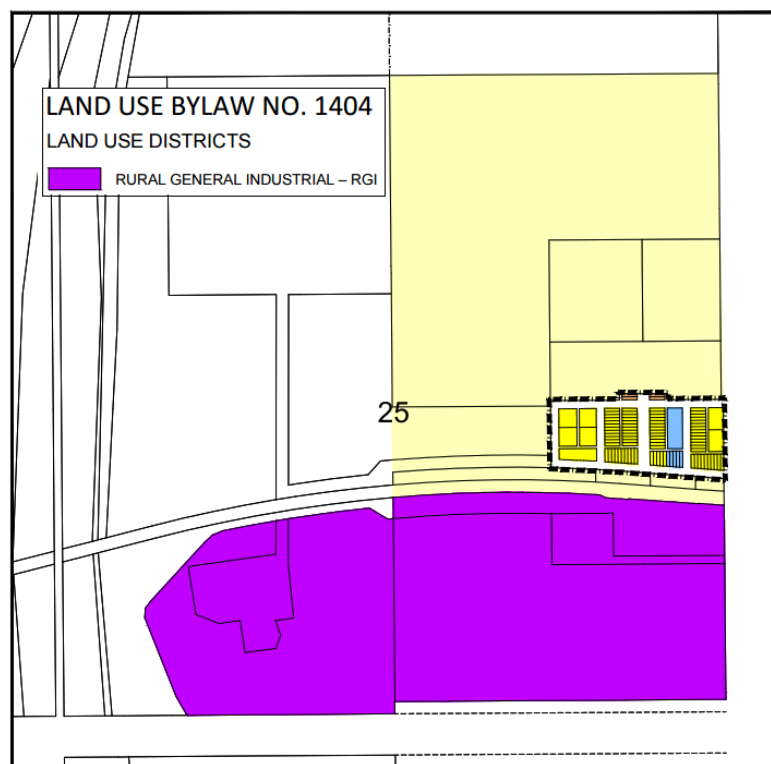 LAND USE BYLAW NO. 1404
LAND USE DISTRICTS
RURAL GENERAL INDUSTRIAL – RGI
25